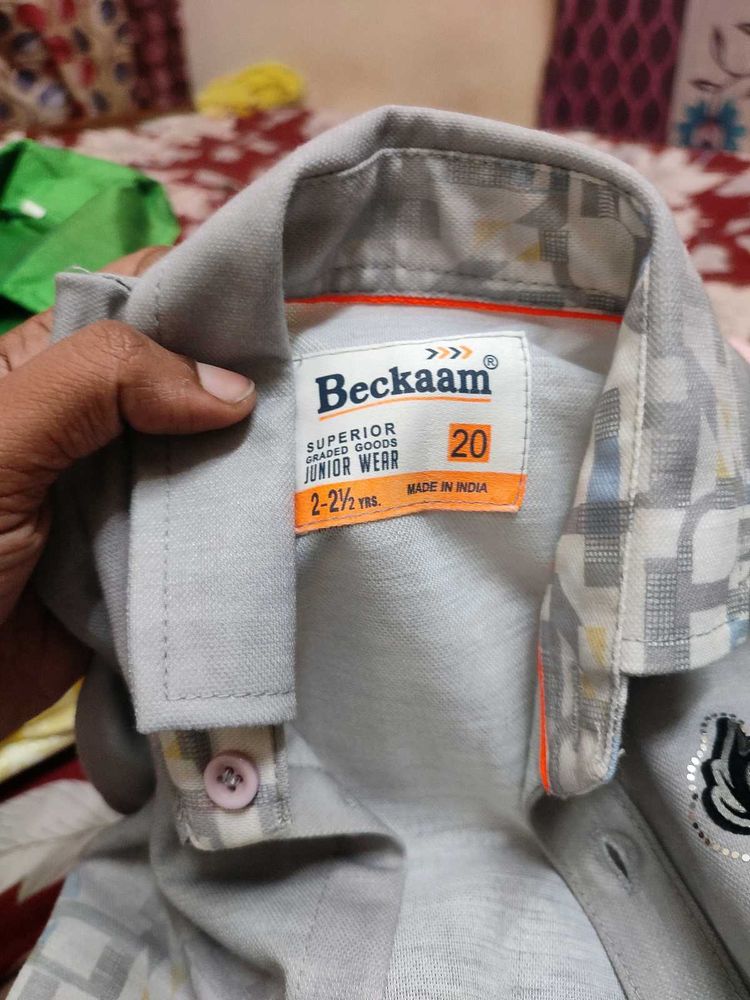 Beckaam®
SUPERIOR
GRADED GOODS
JUNIOR WEAR
20
2-2½ YRS.
MADE IN INDIA